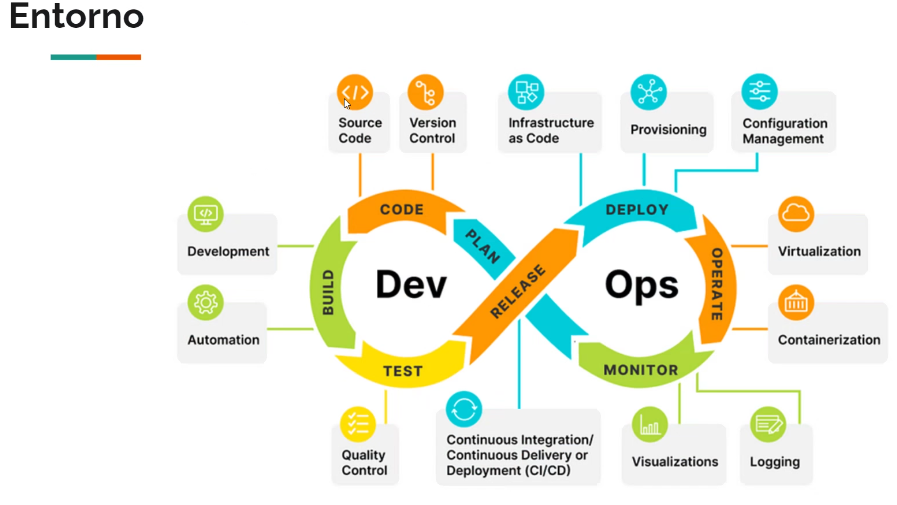 Entorno
Source
Code
Version
Control
Infrastructure
as Code
Provisioning
Configuration
Management
CODE
PLAN
DEPLOY
Development
Virtualization
BUILD
Dev
RELEASE
Ops
OPERATE
Automation
Containerization
TEST
MONITOR
Quality
Control
Continuous Integration/
Continuous Delivery or
Deployment (CI/CD)
Visualizations
Logging